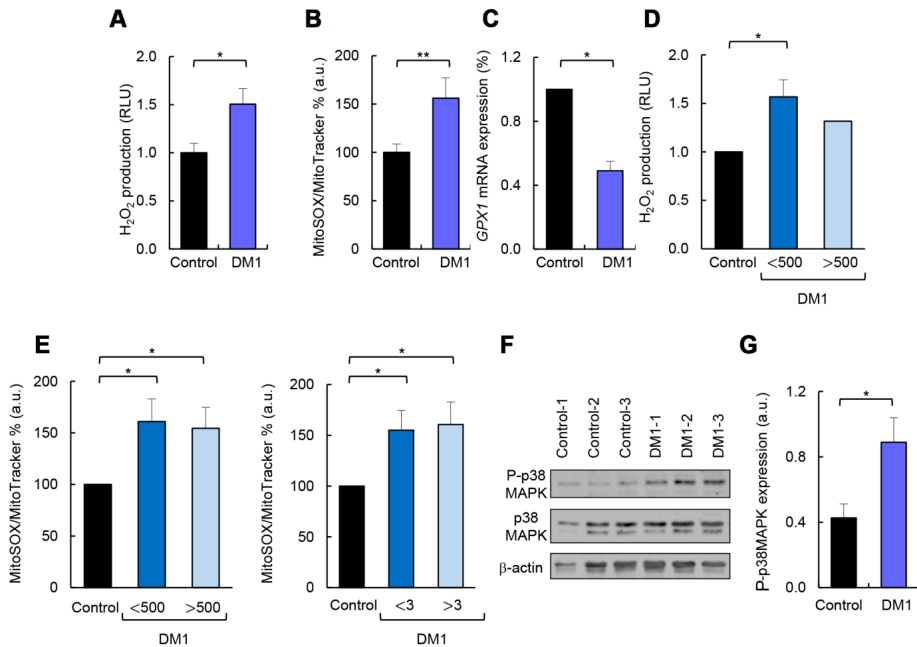 A
H2O2 production (RLU)
2.0
1.5
1.0
0.5
0.0
*
Control DM1
B
MitoSOX/MitoTracker % (a.u.)
200
150
100
50
0
**
Control DM1
C
GPX1 mRNA expression (%)
1.2
0.8
0.4
0.0
*
Control DM1
D
H2O2 production (RLU)
2.0
1.5
1.0
0.5
0.0
*
Control <500 >500
DM1
E
MitoSOX/MitoTracker % (a.u.)
200
150
100
50
0
*
*
Control <500 >500
DM1
MitoSOX/MitoTracker % (a.u.)
200
150
100
50
0
*
*
Control <3 >3
DM1
F
Control-1
Control-2
Control-3
DM1-1
DM1-2
DM1-3
P-p38
MAPK
p38
MAPK
β-actin
G
P-p38MAPK expression (a.u.)
1.2
0.8
0.4
0.0
*
Control DM1